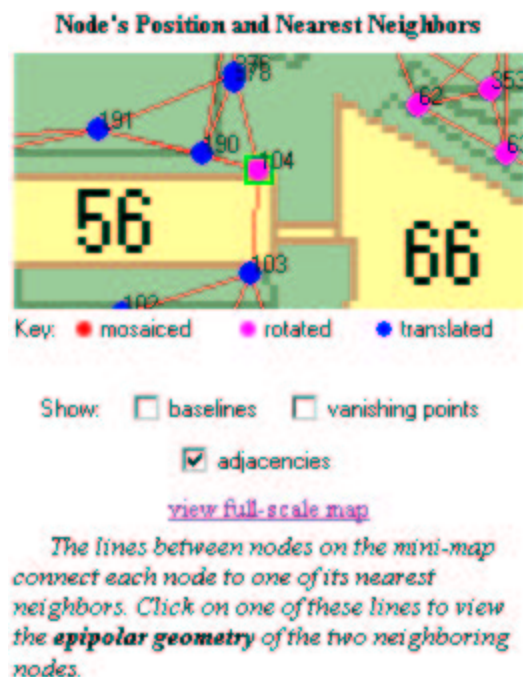 Node's Position and Nearest Neighbors
78
353
62
191
190
104
56
66
103
102
Key: mosaiced rotated translated
Show: baselines vanishing points
adjacencies
view full-scale map
The lines between nodes on the mini-map
connect each node to one of its nearest
neighbors. Click on one of these lines to view
the epipolar geometry of the two neighboring
nodes.